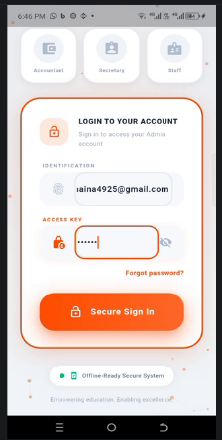 6:46 PM
Accountant
Secretary
Staff
LOGIN TO YOUR ACCOUNT
Sign in to access your Admin
account
IDENTIFICATION
aina4925@gmail.com
ACCESS KEY
Forgot password?
Secure Sign In
Offline-Ready Secure System
Empowering education. Enabling excellence.